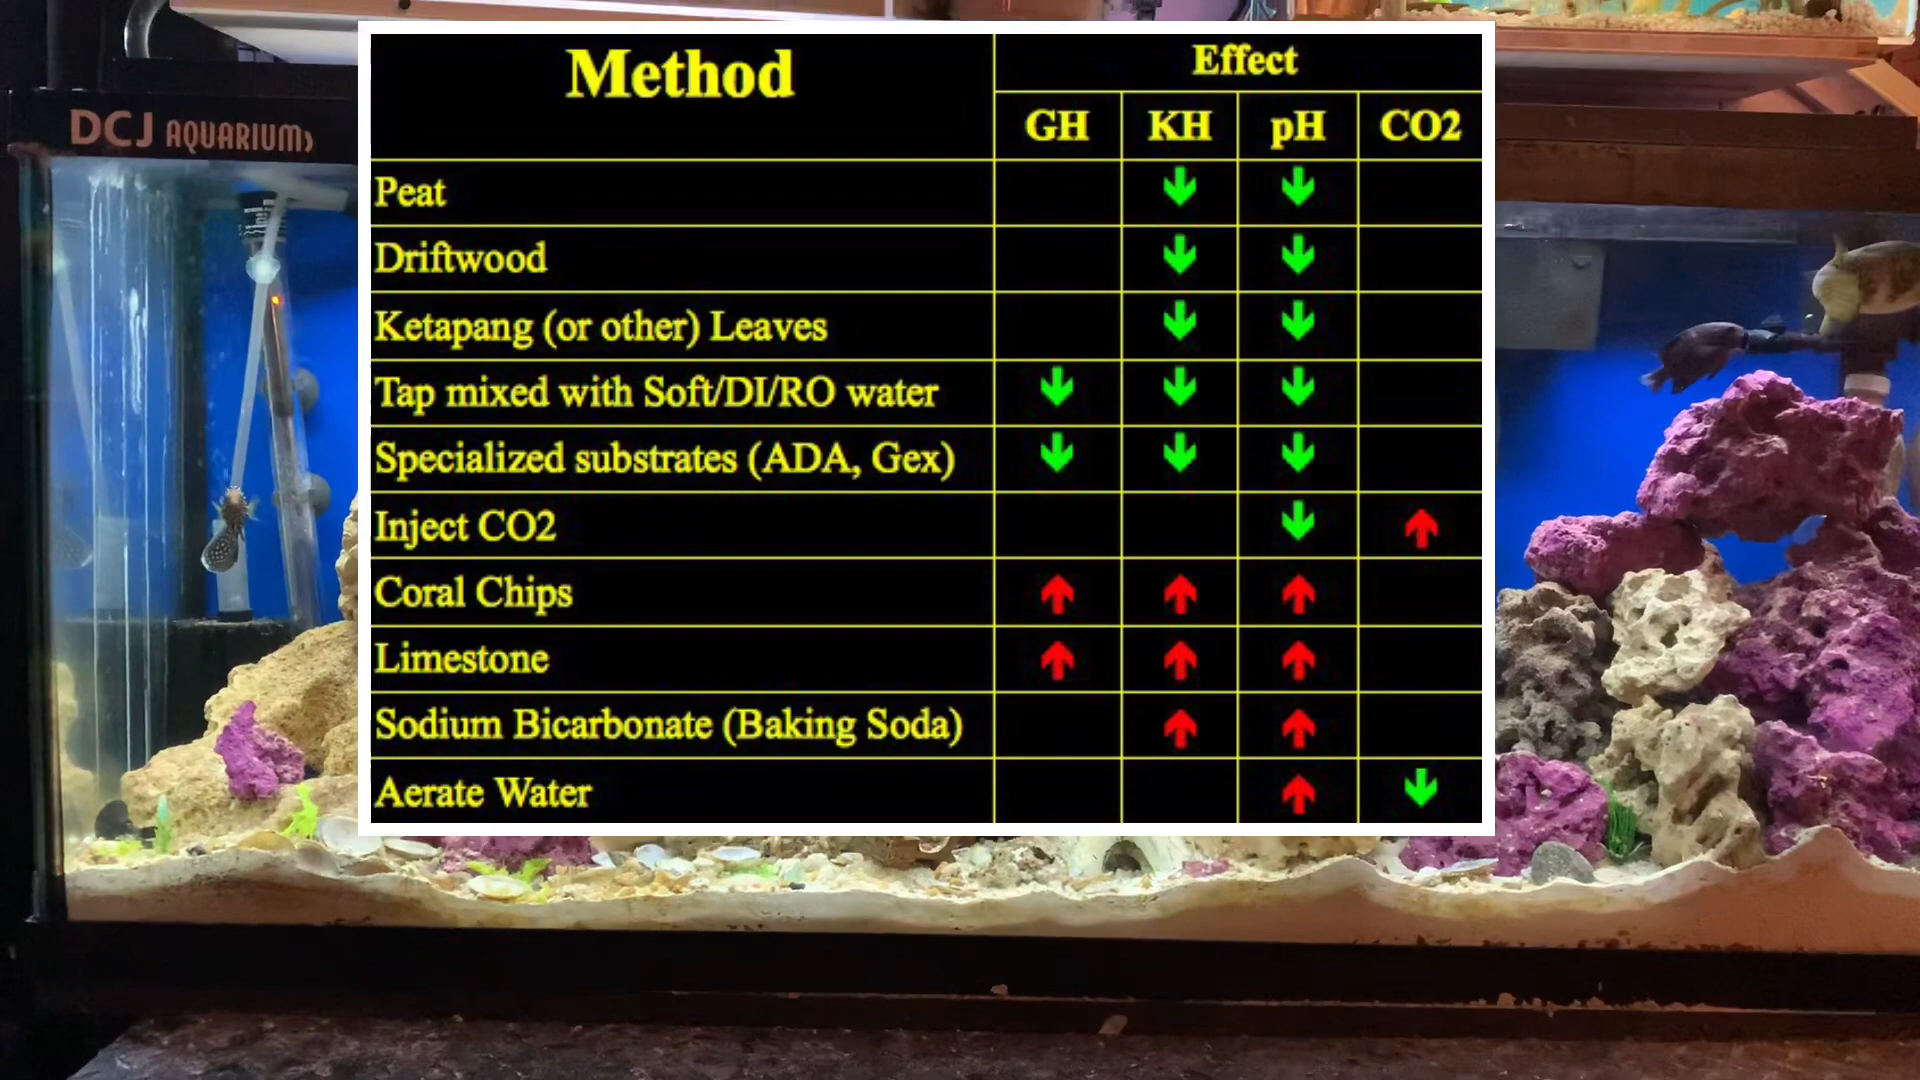 DCJ AQUARIUM
Method
Effect
GH KH pH CO2
Peat
Driftwood
Ketapang (or other) Leaves
Tap mixed with Soft/DI/RO water
Specialized substrates (ADA, Gex)
Inject CO2
Coral Chips
Limestone
Sodium Bicarbonate (Baking Soda)
Aerate Water